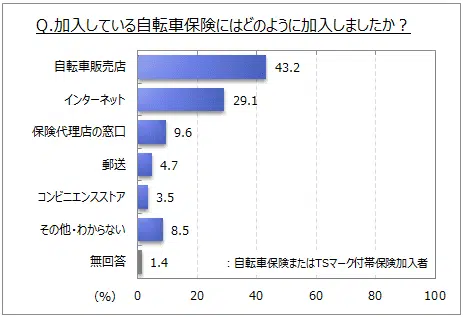 Q.加入している自転車保険にはどのように加入しましたか？
自転車販売店 43.2
インターネット 29.1
保険代理店の窓口 9.6
郵送 4.7
コンビニエンスストア 3.5
その他・わからない 8.5
無回答 1.4
：自転車保険またはTSマーク付帯保険加入者
(%) 0 20 40 60 80 100